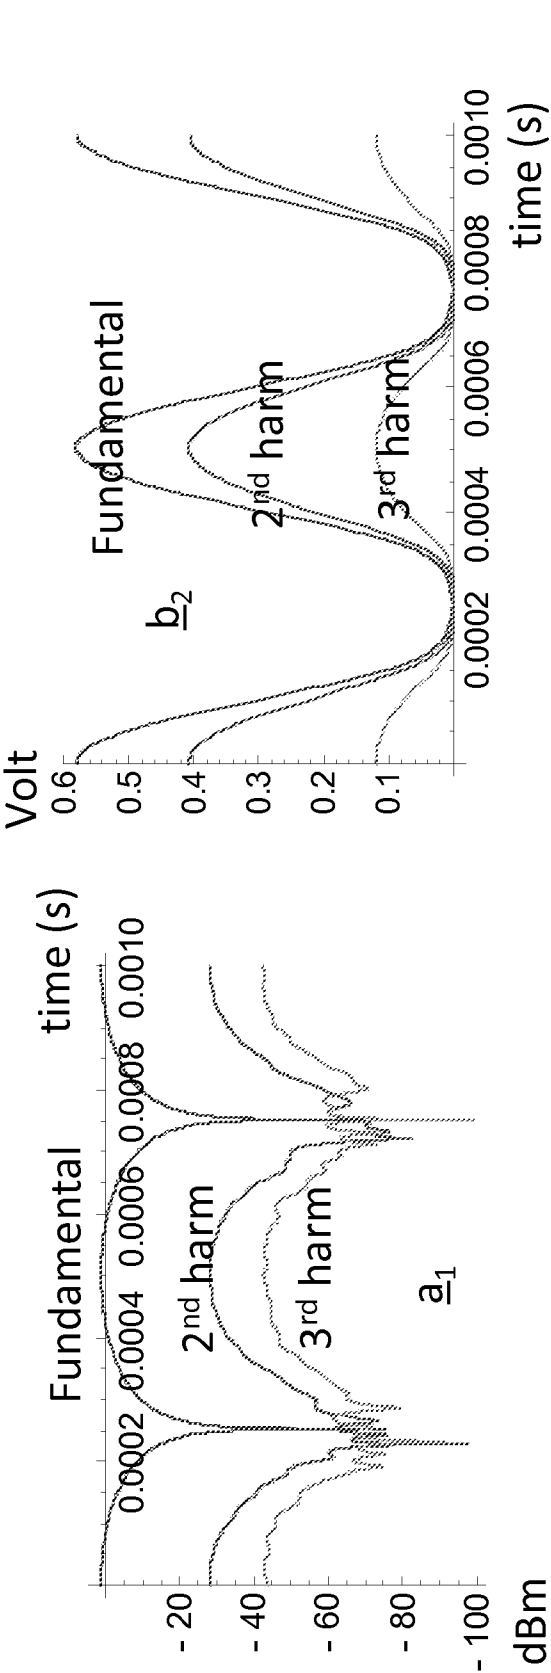 Fundamental
time (s)
0.0002 0.0004 0.0006 0.0008 0.0010
- 20
2nd harm
- 40
3rd harm
- 60
- 80
a1
- 100
dBm
Volt
0.6
Fundamental
0.5
b2
0.4
2nd harm
0.3
0.2
3rd harm
0.1
0.0002 0.0004 0.0006 0.0008 0.0010
time (s)